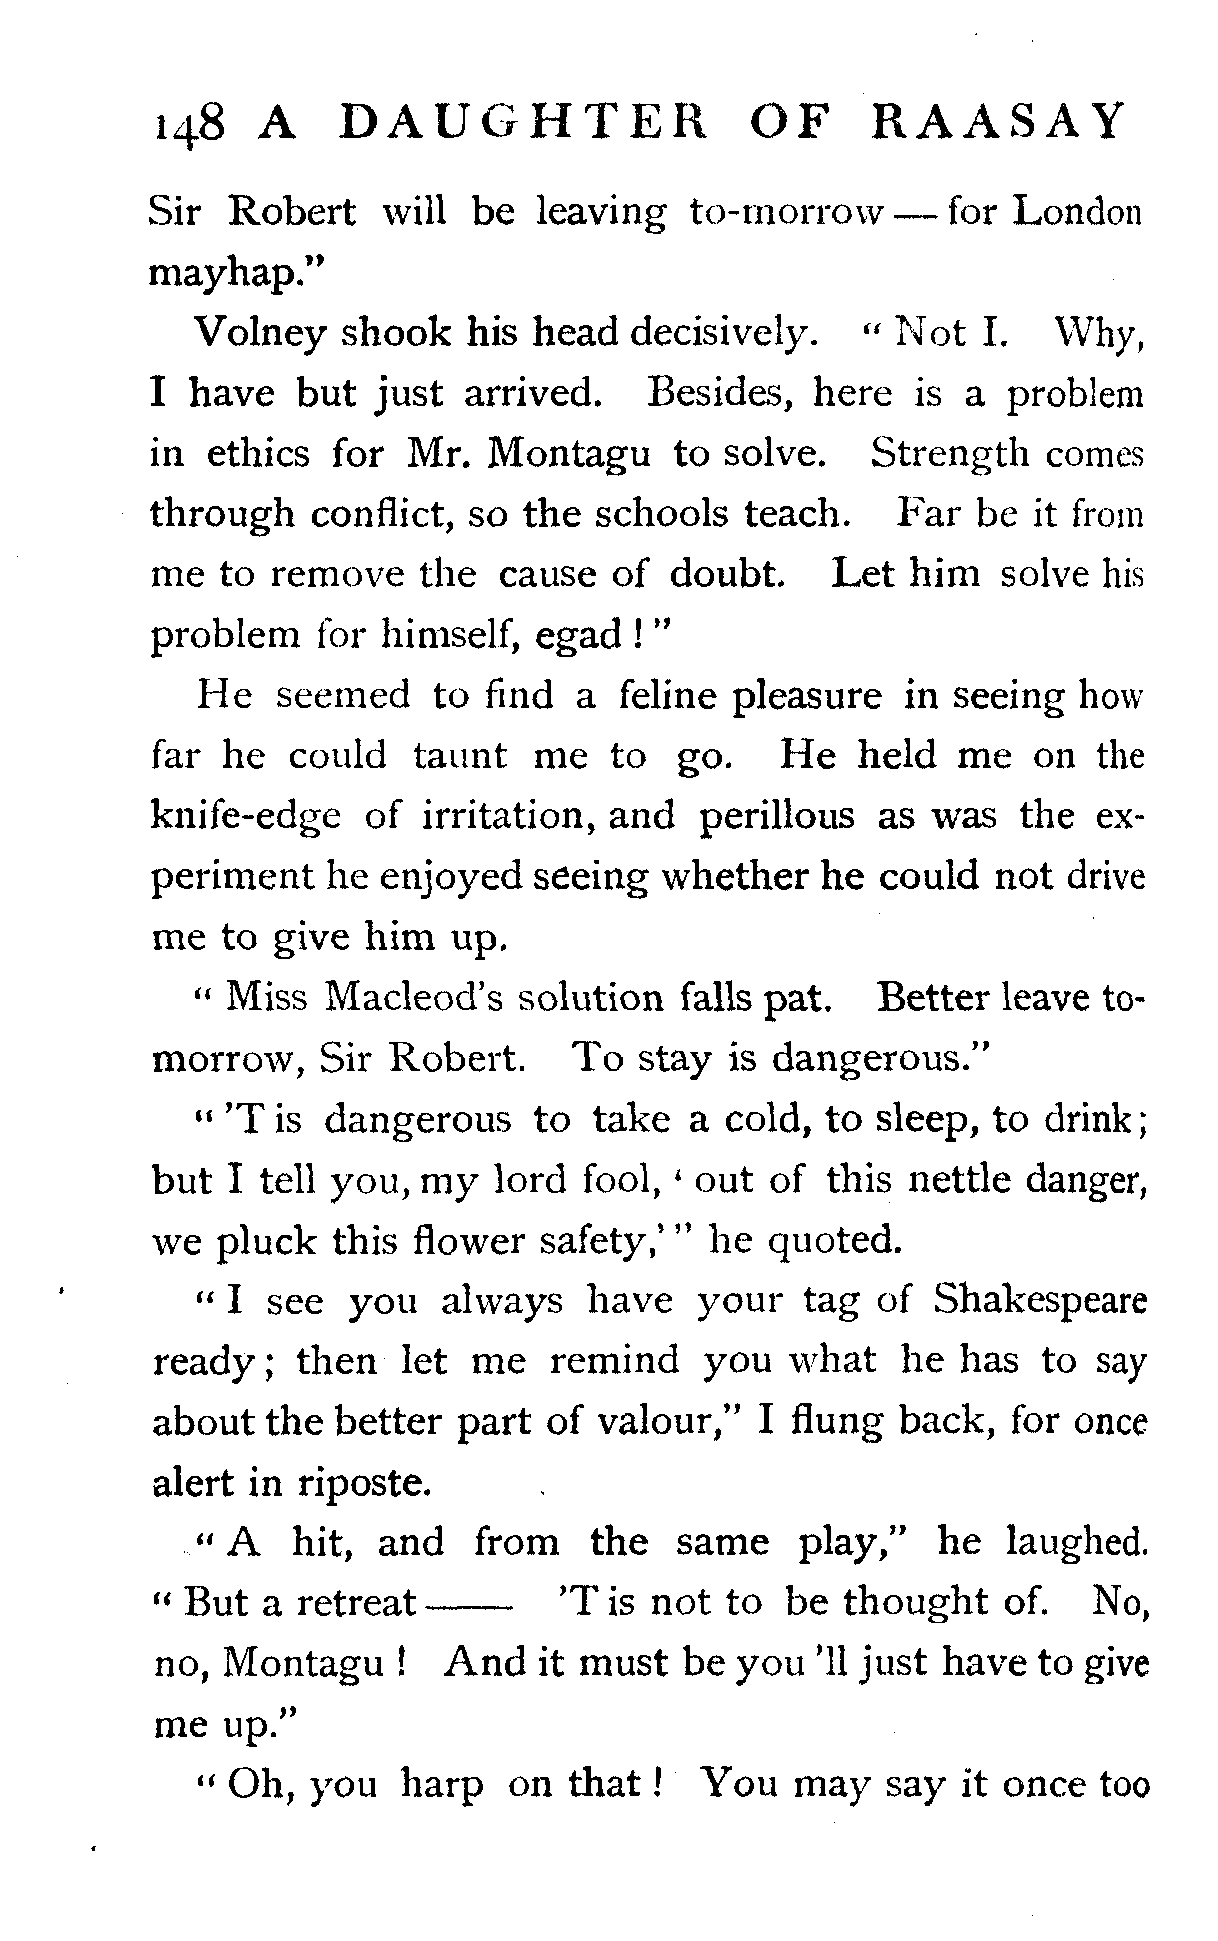 148 A DAUGHTER OF RAASAY
Sir Robert will be leaving to-morrow — for London
mayhap."
Volney shook his head decisively. "Not I. Why,
I have but just arrived. Besides, here is a problem
in ethics for Mr. Montagu to solve. Strength comes
through conflict, so the schools teach. Far be it from
me to remove the cause of doubt. Let him solve his
problem for himself, egad!"
He seemed to find a feline pleasure in seeing how
far he could taunt me to go. He held me on the
knife-edge of irritation, and perillous as was the ex-
periment he enjoyed seeing whether he could not drive
me to give him up.
"Miss Macleod's solution falls pat. Better leave to-
morrow, Sir Robert. To stay is dangerous."
"'T is dangerous to take a cold, to sleep, to drink;
but I tell you, my lord fool, 'out of this nettle danger,
we pluck this flower safety,'" he quoted.
"I see you always have your tag of Shakespeare
ready; then let me remind you what he has to say
about the better part of valour," I flung back, for once
alert in riposte.
"A hit, and from the same play," he laughed.
"But a retreat—— 'T is not to be thought of. No,
no, Montagu! And it must be you 'll just have to give
me up."
"Oh, you harp on that! You may say it once too